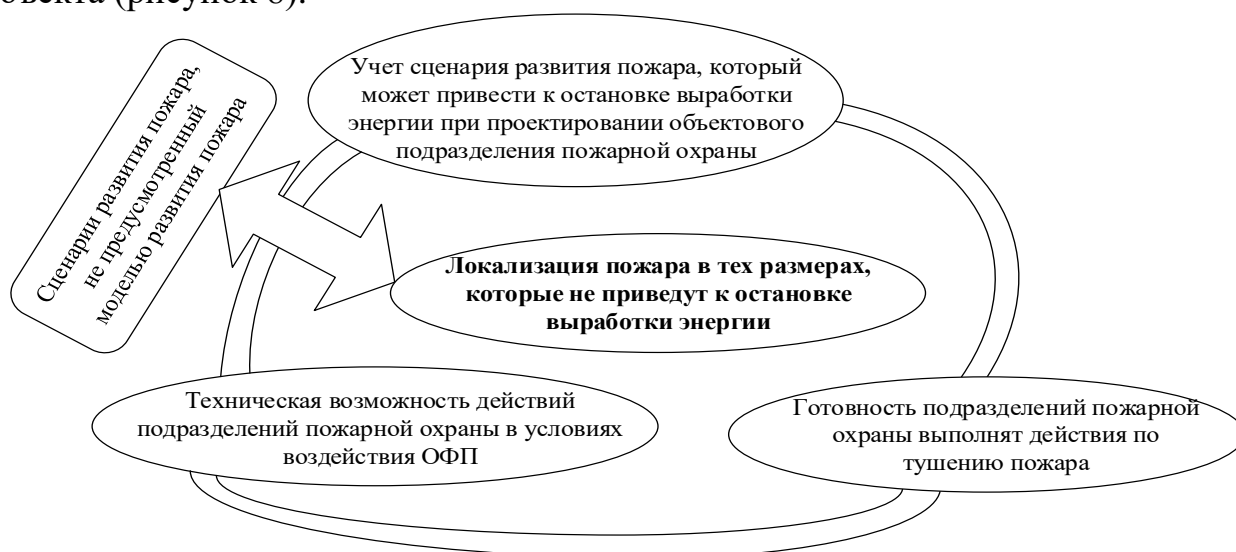 объекта (рисунок 8).
Учет сценария развития пожара, который
может привести к остановке выработки
энергии при проектировании объектового
подразделения пожарной охраны
Сценарии развития пожара,
не предусмотренный
моделью развития пожара
Локализация пожара в тех размерах,
которые не приведут к остановке
выработки энергии
Техническая возможность действий
подразделений пожарной охраны в условиях
воздействия ОФП
Готовность подразделений пожарной
охраны выполнят действия по
тушению пожара